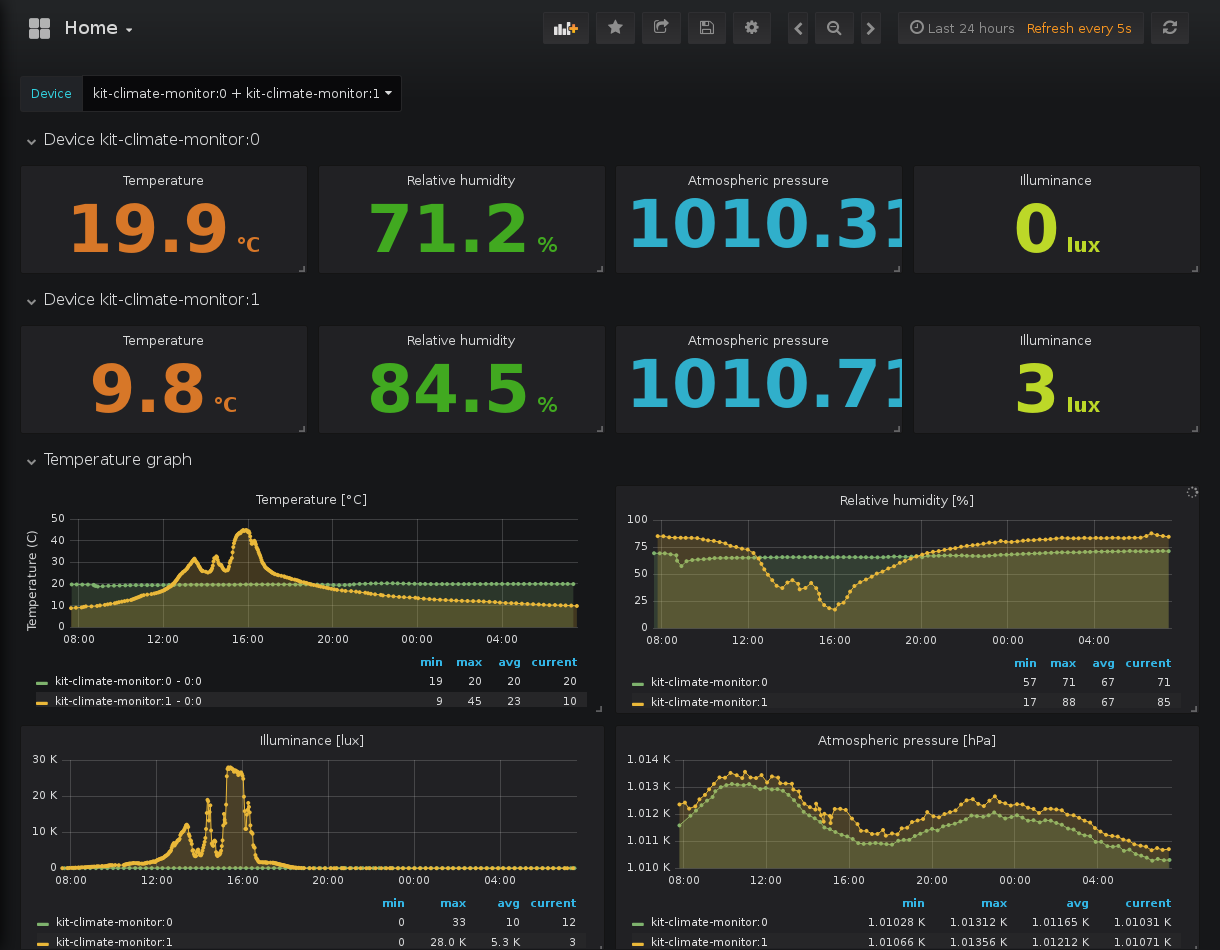 Home
Last 24 hours Refresh every 5s
Device kit-climate-monitor:0 + kit-climate-monitor:1
Device kit-climate-monitor:0
Temperature Relative humidity Atmospheric pressure Illuminance
19.9 °C 71.2 % 1010.31 0 lux
Device kit-climate-monitor:1
Temperature Relative humidity Atmospheric pressure Illuminance
9.8 °C 84.5 % 1010.71 3 lux
Temperature graph
Temperature [°C]
Temperature (C)
50
40
30
20
10
0
08:00 12:00 16:00 20:00 00:00 04:00
min max avg current
kit-climate-monitor:0 - 0:0 19 20 20 20
kit-climate-monitor:1 - 0:0 9 45 23 10
Relative humidity [%]
100
75
50
25
0
08:00 12:00 16:00 20:00 00:00 04:00
min max avg current
kit-climate-monitor:0 57 71 67 71
kit-climate-monitor:1 17 88 67 85
Illuminance [lux]
30 K
20 K
10 K
0
08:00 12:00 16:00 20:00 00:00 04:00
min max avg current
kit-climate-monitor:0 0 33 10 12
kit-climate-monitor:1 0 28.0 K 5.3 K 3
Atmospheric pressure [hPa]
1.014 K
1.013 K
1.012 K
1.011 K
1.010 K
08:00 12:00 16:00 20:00 00:00 04:00
min max avg current
kit-climate-monitor:0 1.01028 K 1.01312 K 1.01165 K 1.01031 K
kit-climate-monitor:1 1.01066 K 1.01356 K 1.01212 K 1.01071 K